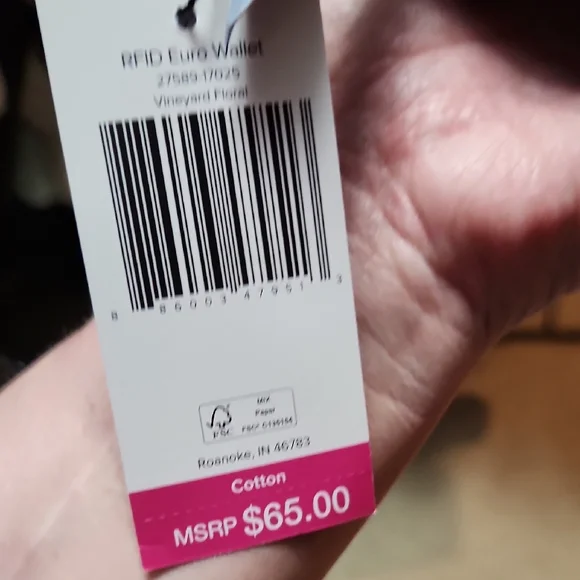 RFID Euro Wallet
27589-17025
Vineyard Floral
8 86003 47951 3
MIX
Paper
FSC
Roanoke, IN 46783
Cotton
MSRP $65.00